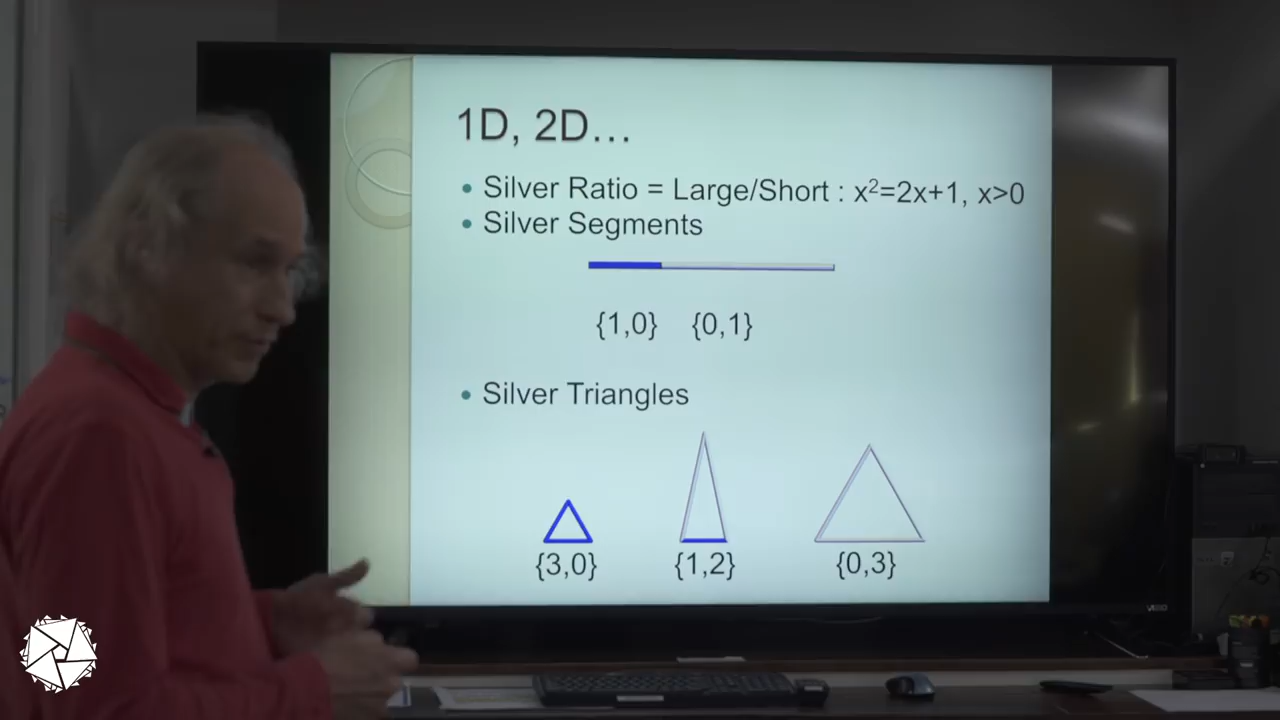 1D, 2D…
• Silver Ratio = Large/Short : x²=2x+1, x>0
• Silver Segments
{1,0} {0,1}
• Silver Triangles
{3,0} {1,2} {0,3}